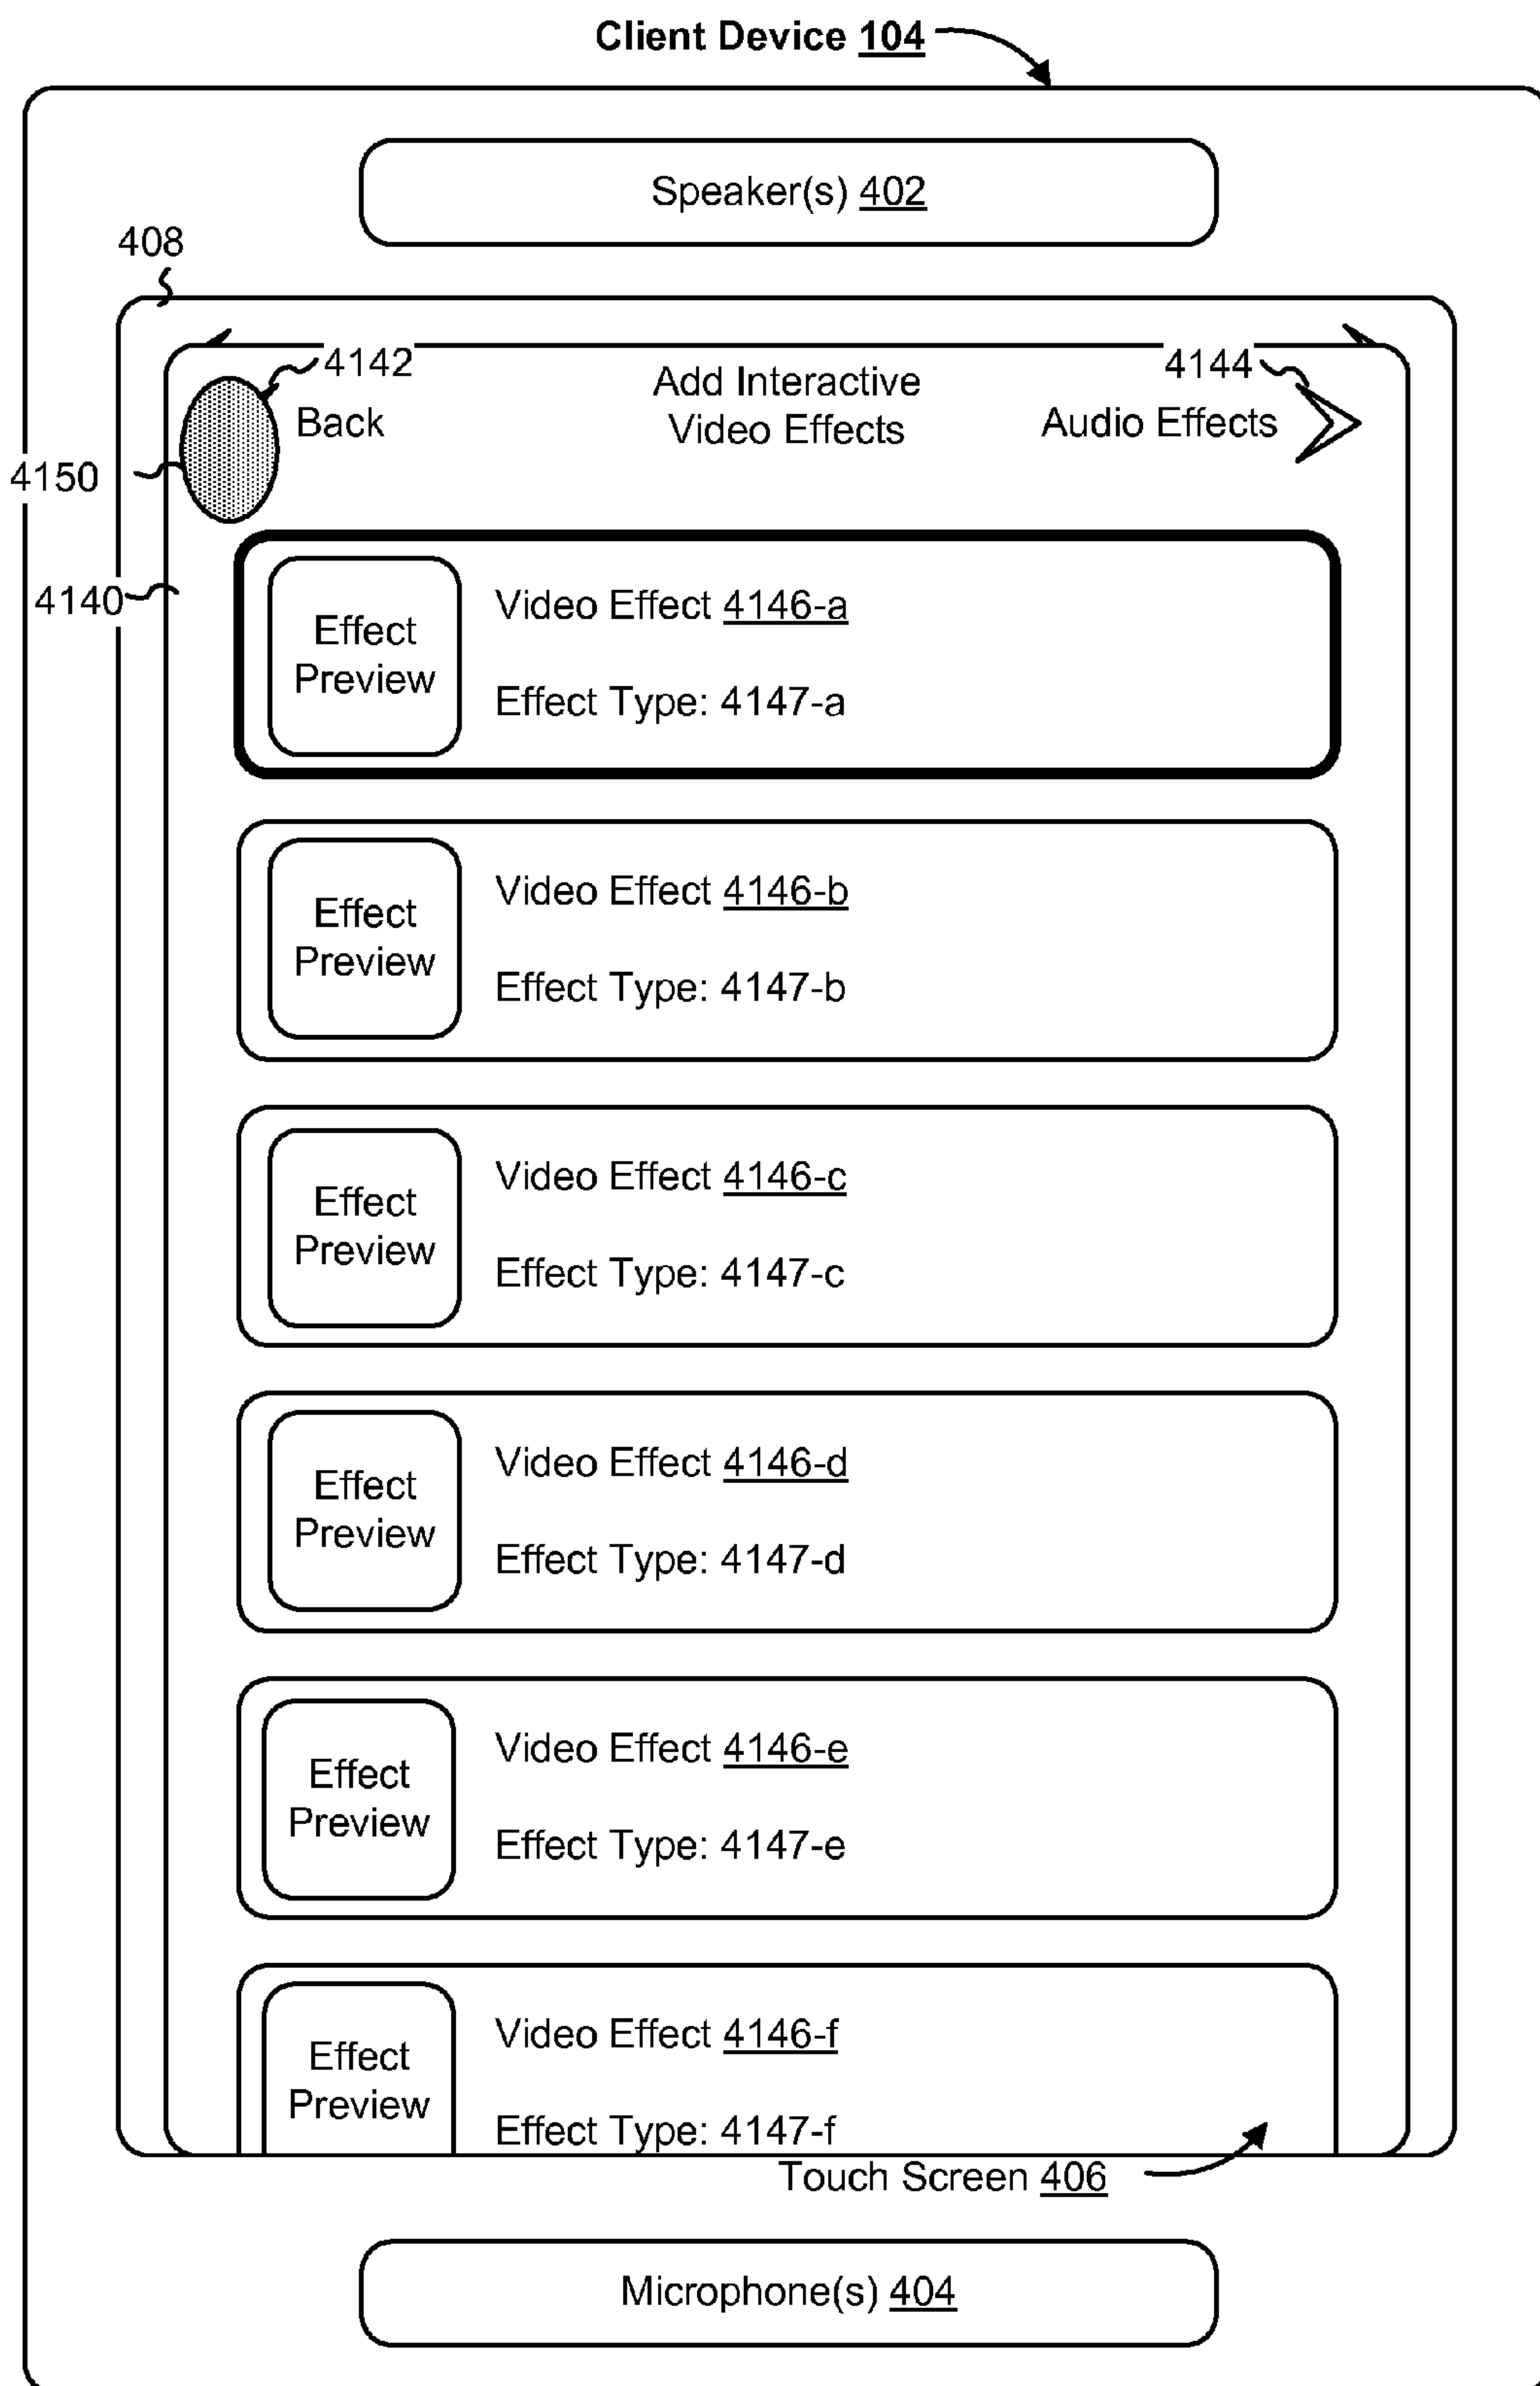 Client Device 104
Speaker(s) 402
408
4142
4144
Add Interactive
Video Effects
Back
Audio Effects
4150
4140
Effect
Preview
Video Effect 4146-a
Effect Type: 4147-a
Effect
Preview
Video Effect 4146-b
Effect Type: 4147-b
Effect
Preview
Video Effect 4146-c
Effect Type: 4147-c
Effect
Preview
Video Effect 4146-d
Effect Type: 4147-d
Effect
Preview
Video Effect 4146-e
Effect Type: 4147-e
Effect
Preview
Video Effect 4146-f
Effect Type: 4147-f
Touch Screen 406
Microphone(s) 404